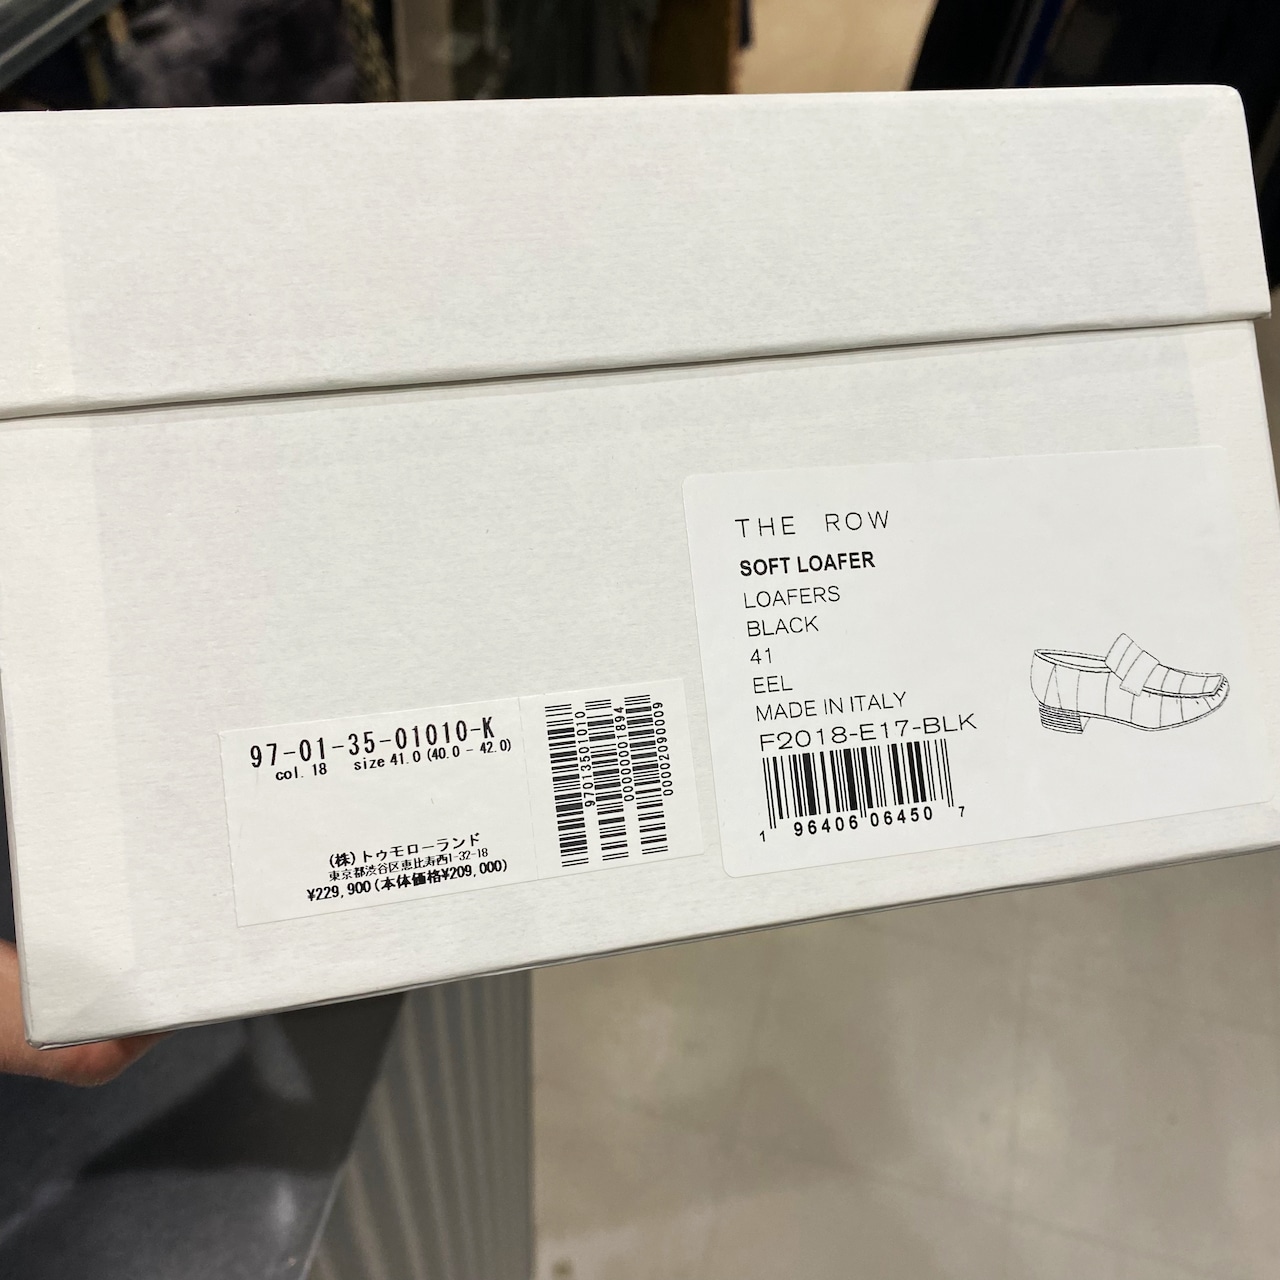 THE ROW
SOFT LOAFER
LOAFERS
BLACK
41
EEL
MADE IN ITALY
F2018-E17-BLK
1 96406 06450 7
97-01-35-01010-K
col. 18 size 41.0 (40.0 - 42.0)
(株)トゥモローランド
東京都渋谷区恵比寿西1-32-18
¥229,900(本体価格¥209,000)
97013501010
00000001894
00002090009